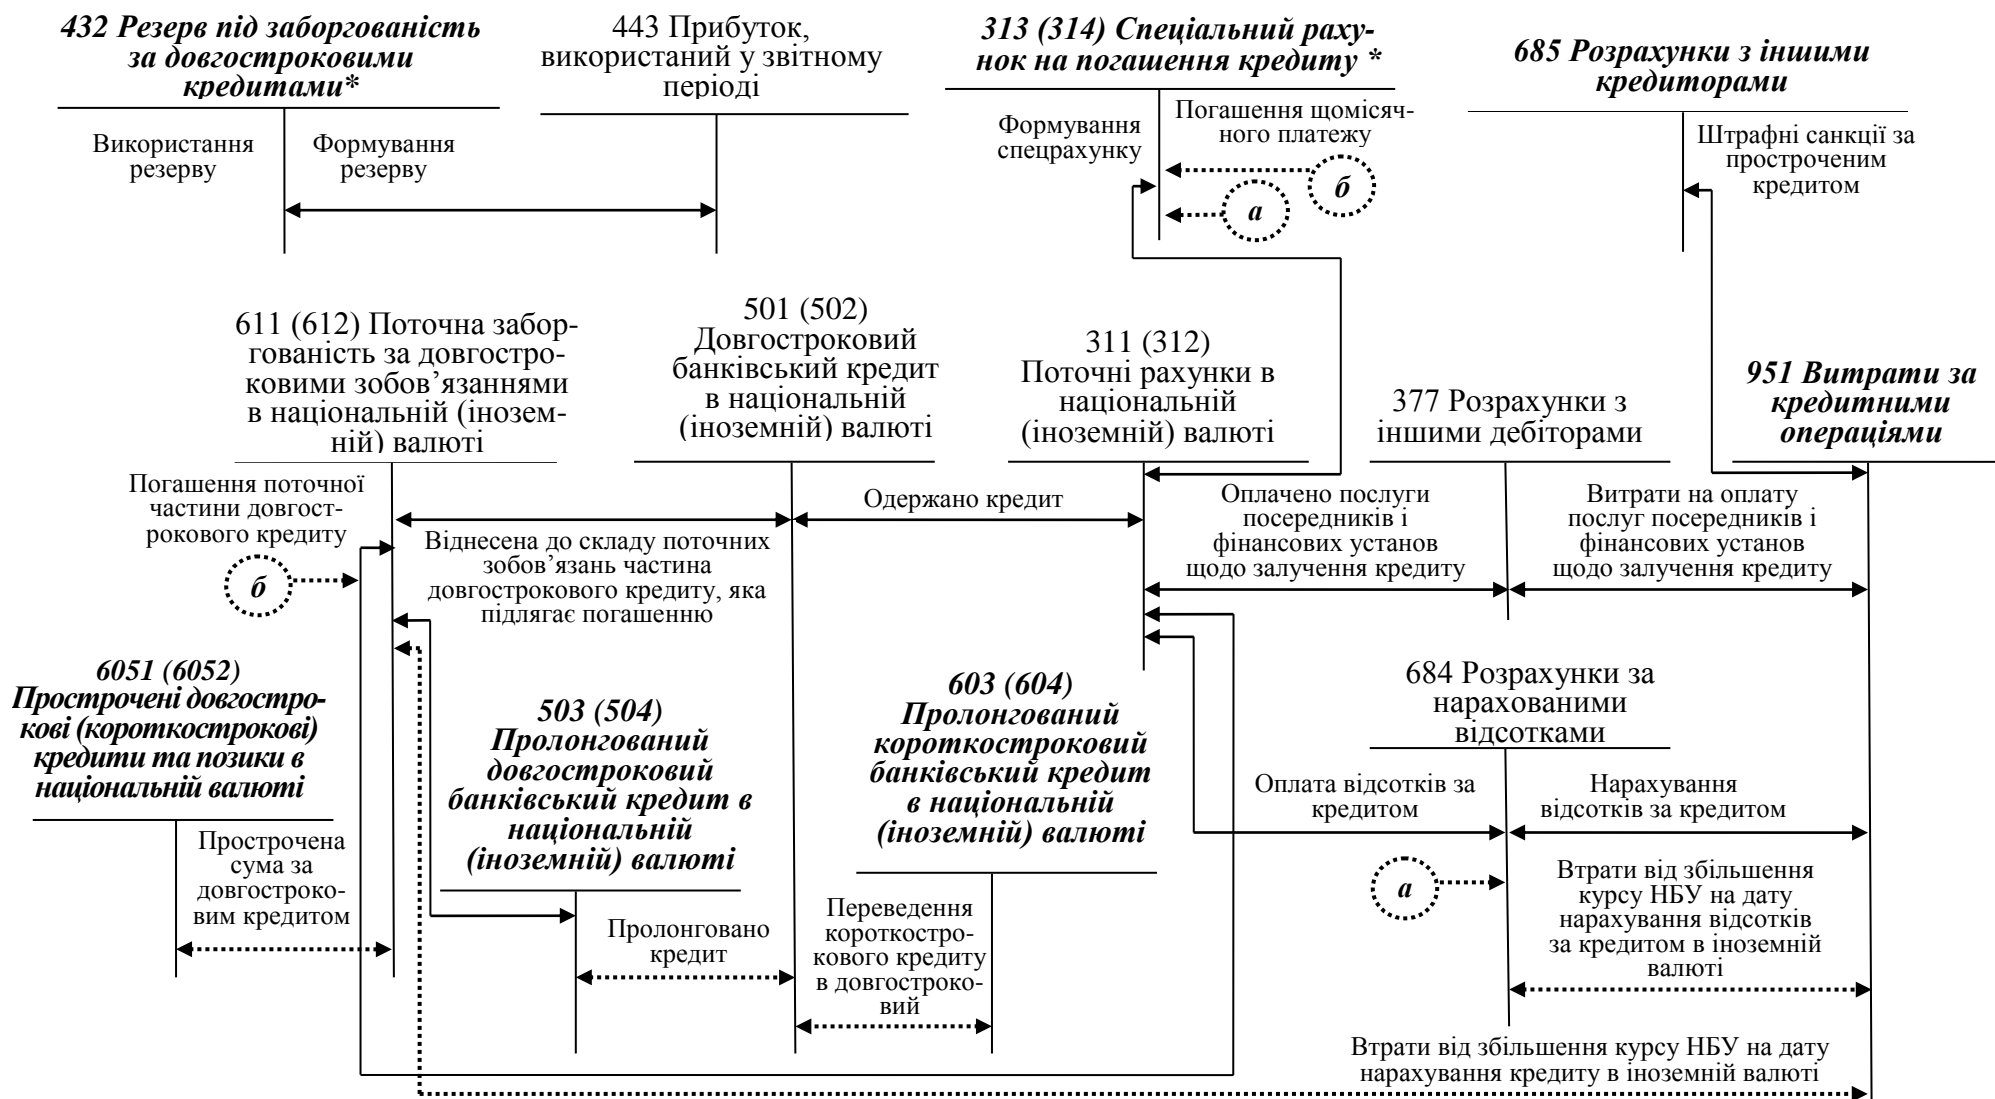 432 Резерв під заборгованість
за довгостроковими
кредитами*
443 Прибуток,
використаний у звітному
періоді
313 (314) Спеціальний раху-
нок на погашення кредиту *
685 Розрахунки з іншими
кредиторами
Використання
резерву
Формування
резерву
Формування
спецрахунку
Погашення щомісяч-
ного платежу
б
а
Штрафні санкції за
простроченим
кредитом
611 (612) Поточна забор-
гованість за довгостро-
ковими зобов’язаннями
в національній (інозем-
ній) валюті
501 (502)
Довгостроковий
банківський кредит
в національній
(іноземній) валюті
311 (312)
Поточні рахунки в
національній
(іноземній) валюті
377 Розрахунки з
іншими дебіторами
951 Витрати за
кредитними
операціями
Погашення поточної
частини довгост-
рокового кредиту
б
Віднесена до складу поточних
зобов’язань частина
довгострокового кредиту, яка
підлягає погашенню
Одержано кредит
Оплачено послуги
посередників і
фінансових установ
щодо залучення кредиту
Витрати на оплату
послуг посередників і
фінансових установ
щодо залучення кредиту
6051 (6052)
Прострочені довгостро-
кові (короткострокові)
кредити та позики в
національній валюті
503 (504)
Пролонгований
довгостроковий
банківський кредит в
національній
(іноземній) валюті
603 (604)
Пролонгований
короткостроковий
банківський кредит
в національній
(іноземній) валюті
684 Розрахунки за
нарахованими
відсотками
Прострочена
сума за
довгостроко-
вим кредитом
Пролонговано
кредит
Переведення
короткостро-
кового кредиту
в довгостроко-
вий
Оплата відсотків за
кредитом
Нарахування
відсотків за кредитом
а
Втрати від збільшення
курсу НБУ на дату
нарахування відсотків
за кредитом в іноземній
валюті
Втрати від збільшення курсу НБУ на дату
нарахування кредиту в іноземній валюті